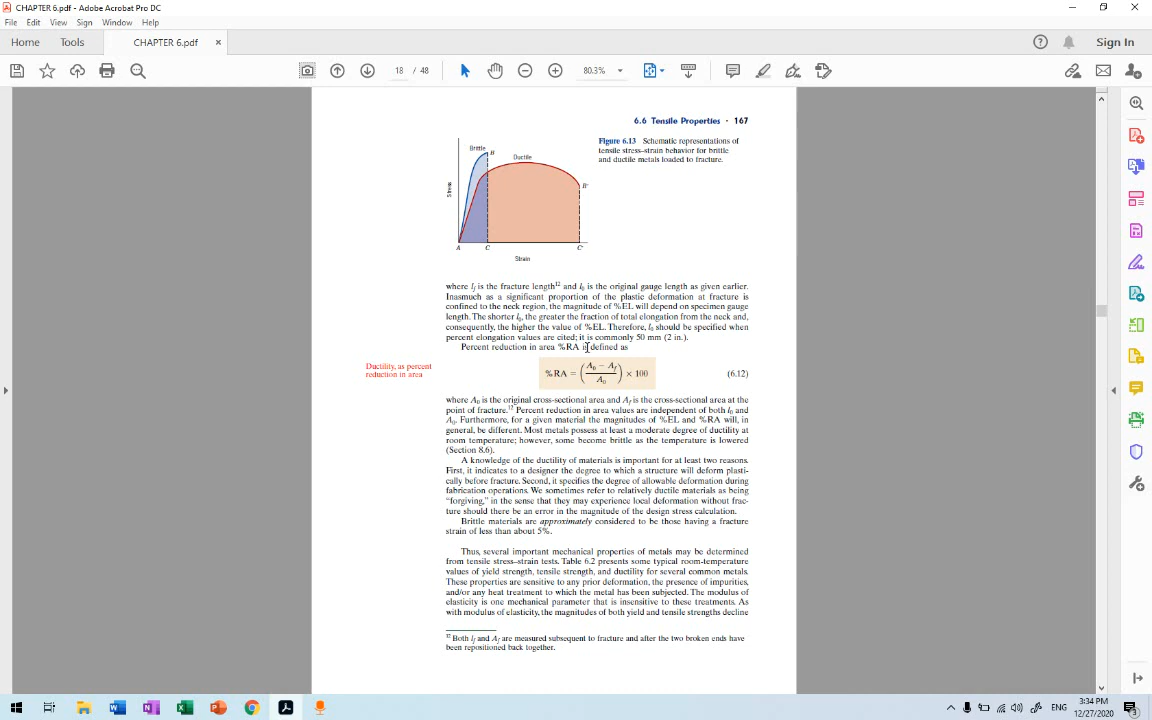 CHAPTER 6.pdf - Adobe Acrobat Pro DC
File Edit View Sign Window Help
Home Tools CHAPTER 6.pdf × Sign In
18 / 48 80.3%
6.6 Tensile Properties · 167
Figure 6.13 Schematic representations of
tensile stress–strain behavior for brittle
and ductile metals loaded to fracture.
Brittle
B
Ductile
B'
Stress
A C C'
Strain
where lf is the fracture length12 and l0 is the original gauge length as given earlier.
Inasmuch as a significant proportion of the plastic deformation at fracture is
confined to the neck region, the magnitude of %EL will depend on specimen gauge
length. The shorter l0, the greater the fraction of total elongation from the neck and,
consequently, the higher the value of %EL. Therefore, l0 should be specified when
percent elongation values are cited; it is commonly 50 mm (2 in.).
Percent reduction in area %RA is defined as
Ductility, as percent
reduction in area
%RA = (A0 − Af / A0) × 100 (6.12)
where A0 is the original cross-sectional area and Af is the cross-sectional area at the
point of fracture.12 Percent reduction in area values are independent of both l0 and
A0. Furthermore, for a given material the magnitudes of %EL and %RA will, in
general, be different. Most metals possess at least a moderate degree of ductility at
room temperature; however, some become brittle as the temperature is lowered
(Section 8.6).
A knowledge of the ductility of materials is important for at least two reasons.
First, it indicates to a designer the degree to which a structure will deform plasti-
cally before fracture. Second, it specifies the degree of allowable deformation during
fabrication operations. We sometimes refer to relatively ductile materials as being
“forgiving,” in the sense that they may experience local deformation without frac-
ture should there be an error in the magnitude of the design stress calculation.
Brittle materials are approximately considered to be those having a fracture
strain of less than about 5%.
Thus, several important mechanical properties of metals may be determined
from tensile stress–strain tests. Table 6.2 presents some typical room-temperature
values of yield strength, tensile strength, and ductility for several common metals.
These properties are sensitive to any prior deformation, the presence of impurities,
and/or any heat treatment to which the metal has been subjected. The modulus of
elasticity is one mechanical parameter that is insensitive to these treatments. As
with modulus of elasticity, the magnitudes of both yield and tensile strengths decline
12 Both lf and Af are measured subsequent to fracture and after the two broken ends have
been repositioned back together.
ENG 3:34 PM
12/27/2020